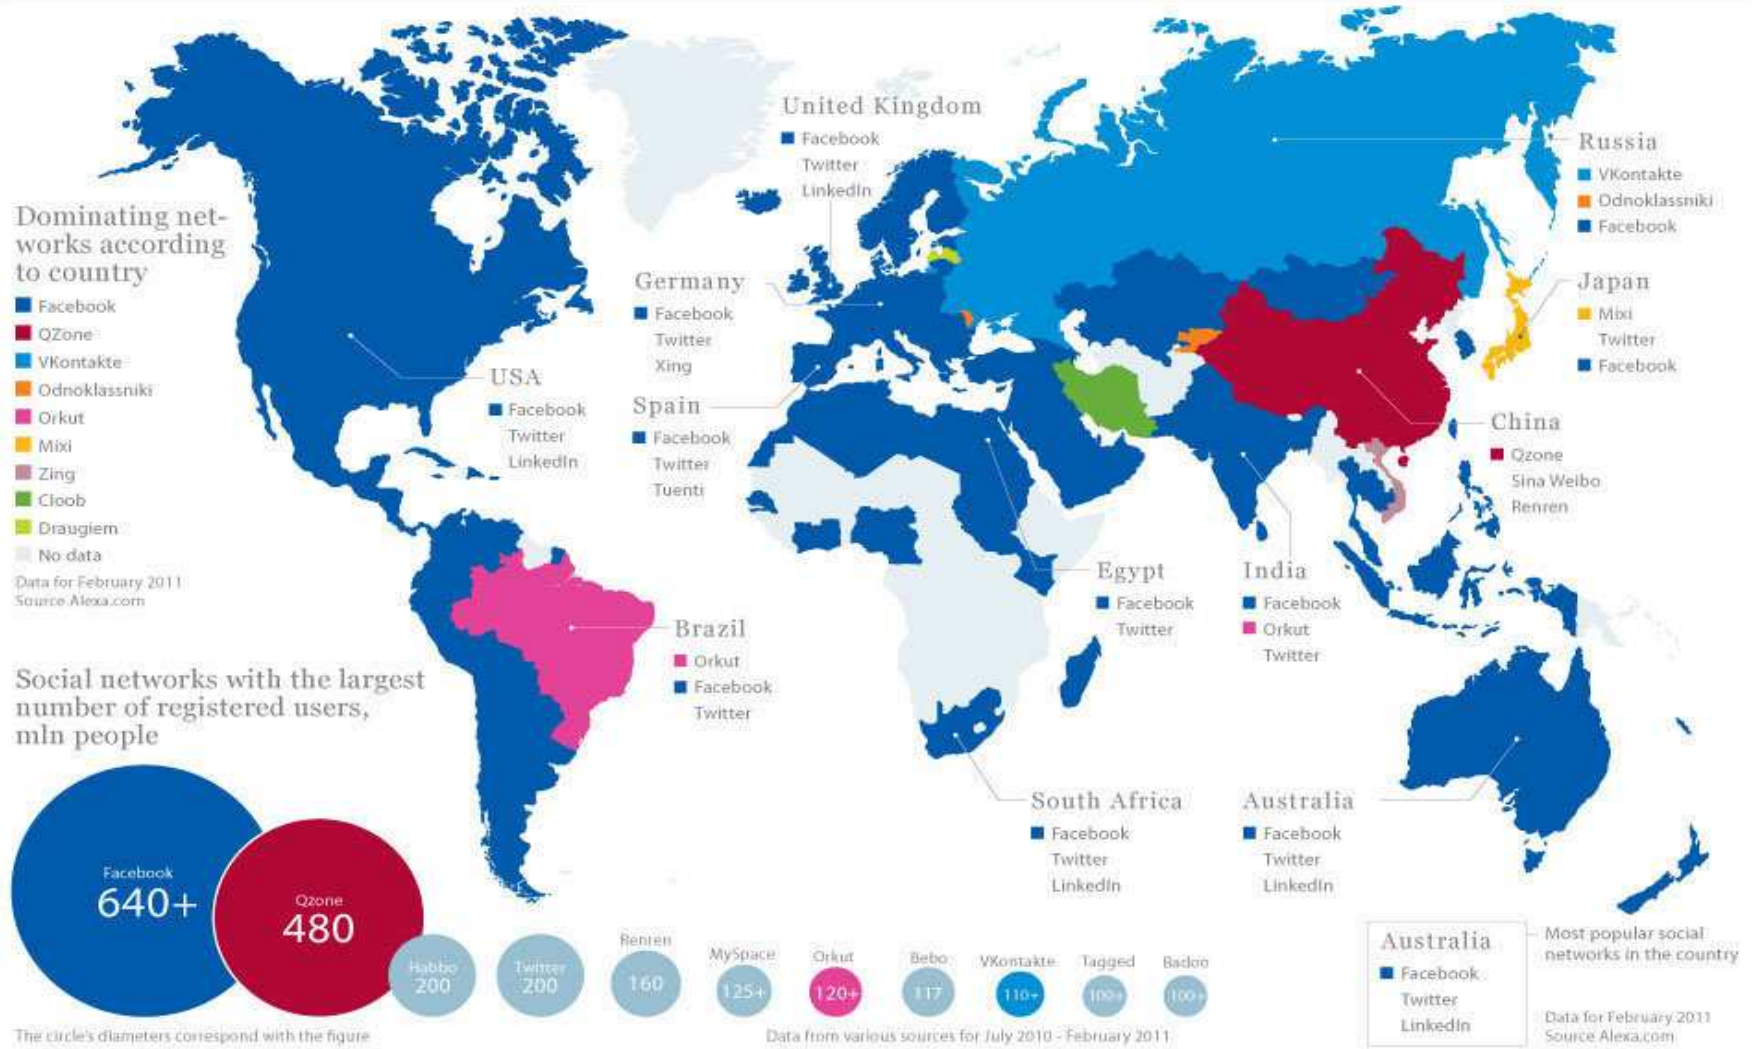 Dominating net-
works according
to country
Facebook
QZone
VKontakte
Odnoklassniki
Orkut
Mixi
Zing
Cloob
Draugiem
No data
Data for February 2011
Source Alexa.com
United Kingdom
Facebook
Twitter
LinkedIn
Germany
Facebook
Twitter
Xing
Spain
Facebook
Twitter
Tuenti
USA
Facebook
Twitter
LinkedIn
Russia
VKontakte
Odnoklassniki
Facebook
Japan
Mixi
Twitter
Facebook
China
Qzone
Sina Weibo
Renren
Egypt
Facebook
Twitter
India
Facebook
Orkut
Twitter
Brazil
Orkut
Facebook
Twitter
South Africa
Facebook
Twitter
LinkedIn
Australia
Facebook
Twitter
LinkedIn
Social networks with the largest
number of registered users,
mln people
Facebook
640+
Qzone
480
Habbo
200
Twitter
200
Renren
160
MySpace
125+
Orkut
120+
Bebo
117
VKontakte
110+
Tagged
100+
Badoo
100+
The circle's diameters correspond with the figure
Data from various sources for July 2010 - February 2011
Australia
Facebook
Twitter
LinkedIn
Most popular social
networks in the country
Data for February 2011
Source Alexa.com